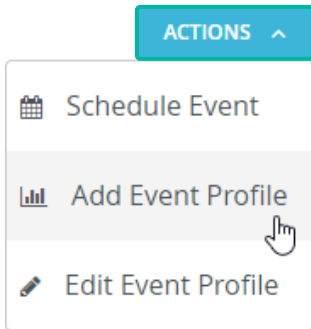 ACTIONS
Schedule Event
Add Event Profile
Edit Event Profile